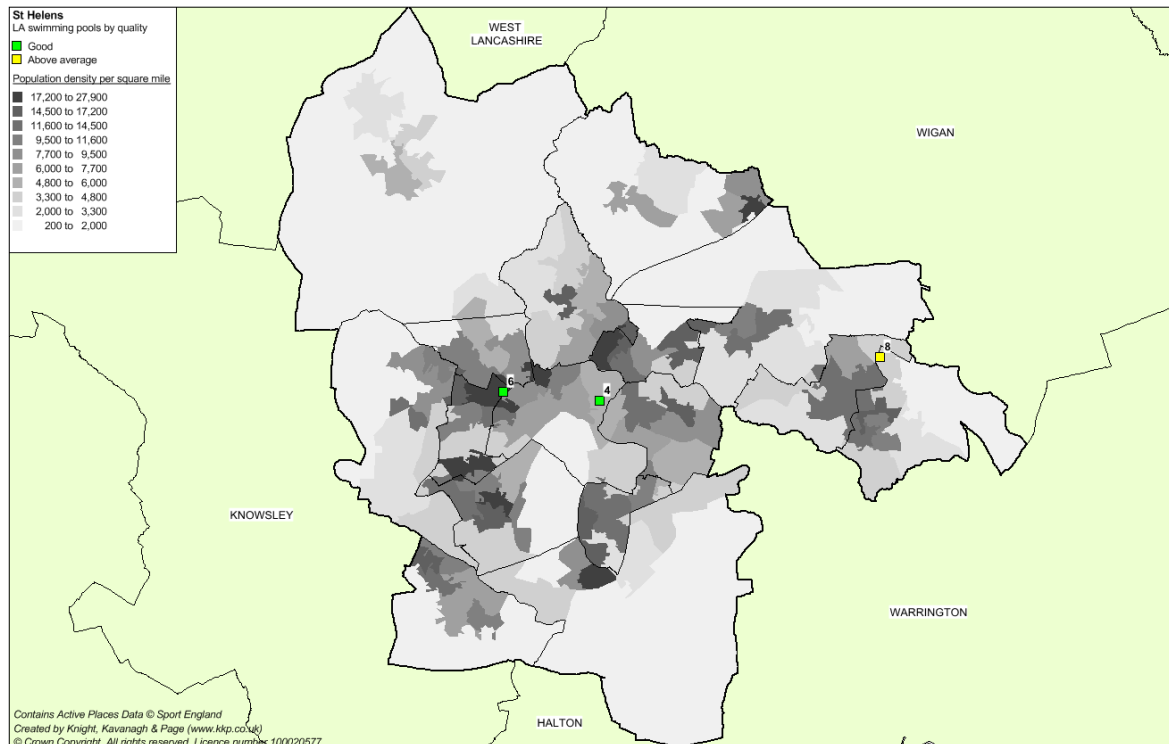 St Helens
LA swimming pools by quality
Good
Above average
Population density per square mile
17,200 to 27,900
14,500 to 17,200
11,600 to 14,500
9,500 to 11,600
7,700 to 9,500
6,000 to 7,700
4,800 to 6,000
3,300 to 4,800
2,000 to 3,300
200 to 2,000
WEST
LANCASHIRE
WIGAN
8
6
4
KNOWSLEY
WARRINGTON
HALTON
Contains Active Places Data © Sport England
Created by Knight, Kavanagh & Page (www.kkp.co.uk)
© Crown Copyright. All rights reserved. Licence number 100020577